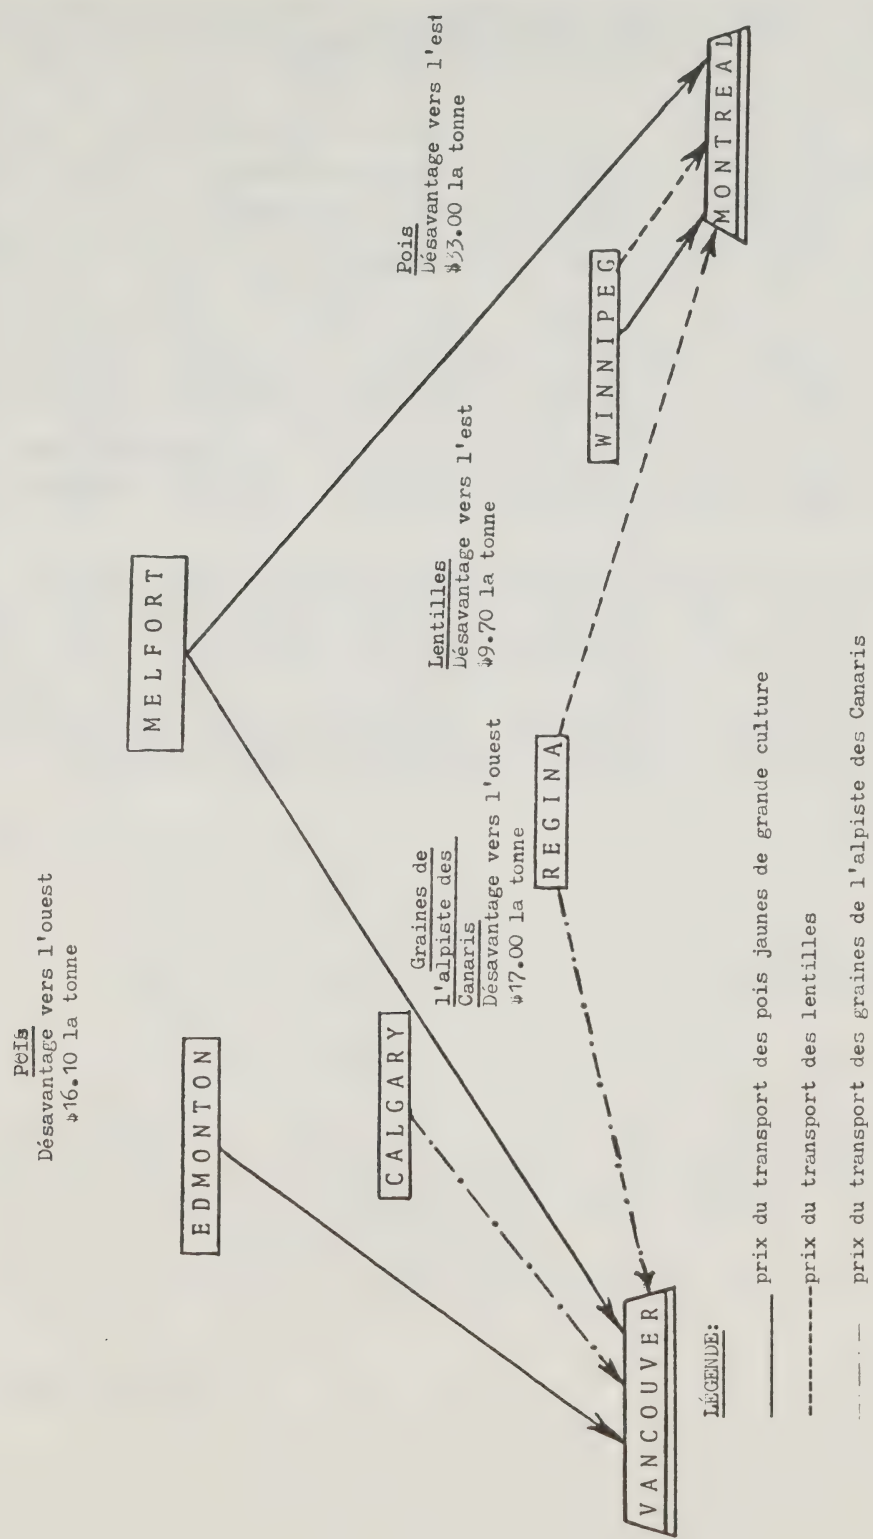 Pois
Désavantage vers l'ouest
$16.10 la tonne
EDMONTON
MELFORT
CALGARY
Graines de
l'alpiste des
Canaris
Désavantage vers l'ouest
$17.00 la tonne
Lentilles
Désavantage vers l'est
$9.70 la tonne
Pois
Désavantage vers l'est
$33.00 la tonne
REGINA
WINNIPEG
VANCOUVER
MONTREAL
LÉGENDE:
prix du transport des pois jaunes de grande culture
prix du transport des lentilles
prix du transport des graines de l'alpiste des Canaris